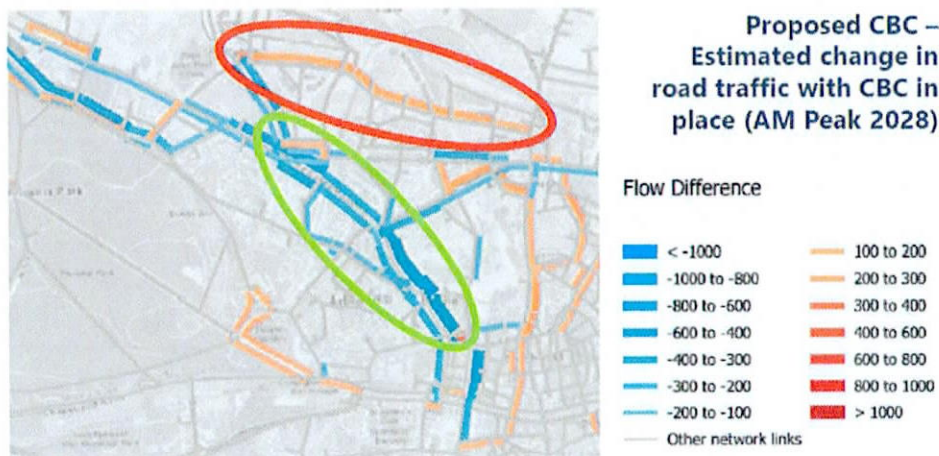 Proposed CBC –
Estimated change in
road traffic with CBC in
place (AM Peak 2028)
Flow Difference
< -1000
-1000 to -800
-800 to -600
-600 to -400
-400 to -300
-300 to -200
-200 to -100
Other network links
100 to 200
200 to 300
300 to 400
400 to 600
600 to 800
800 to 1000
> 1000